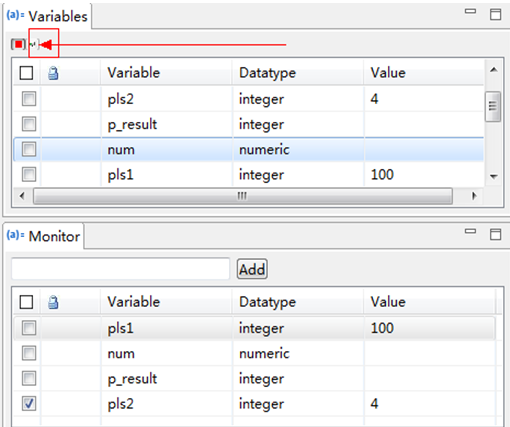 (a)= Variables
Variable Datatype Value
pls2 integer 4
p_result integer
num numeric
pls1 integer 100
(a)= Monitor
Add
Variable Datatype Value
pls1 integer 100
num numeric
p_result integer
pls2 integer 4